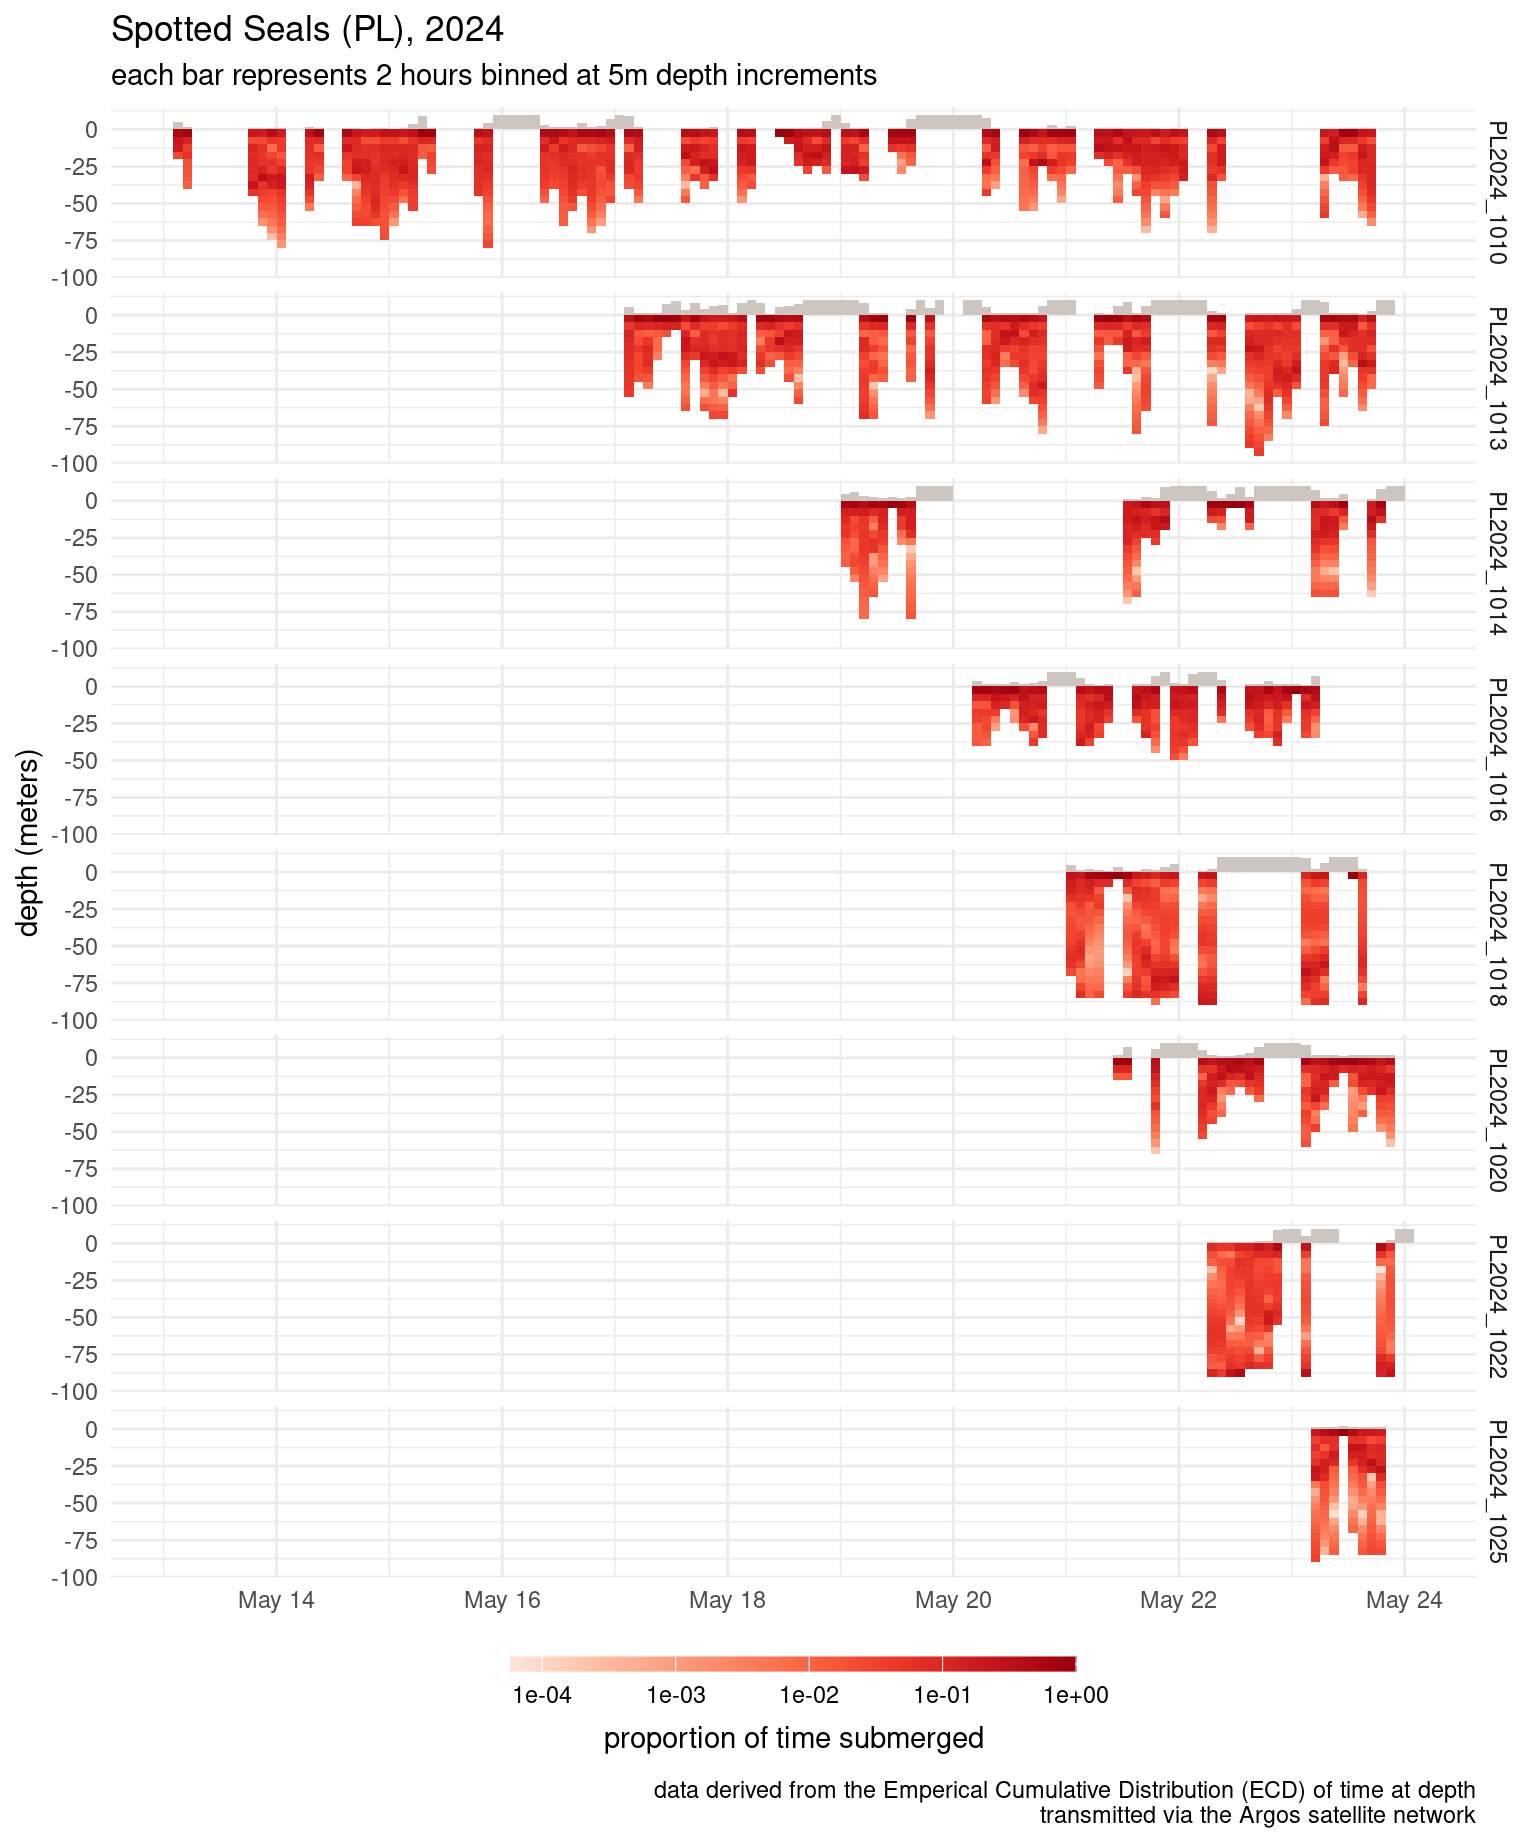 Spotted Seals (PL), 2024
each bar represents 2 hours binned at 5m depth increments
depth (meters)
0
-25
-50
-75
-100
PL2024_1010
0
-25
-50
-75
-100
PL2024_1013
0
-25
-50
-75
-100
PL2024_1014
0
-25
-50
-75
-100
PL2024_1016
0
-25
-50
-75
-100
PL2024_1018
0
-25
-50
-75
-100
PL2024_1020
0
-25
-50
-75
-100
PL2024_1022
0
-25
-50
-75
-100
PL2024_1025
May 14 May 16 May 18 May 20 May 22 May 24
1e-04 1e-03 1e-02 1e-01 1e+00
proportion of time submerged
data derived from the Emperical Cumulative Distribution (ECD) of time at depth
transmitted via the Argos satellite network